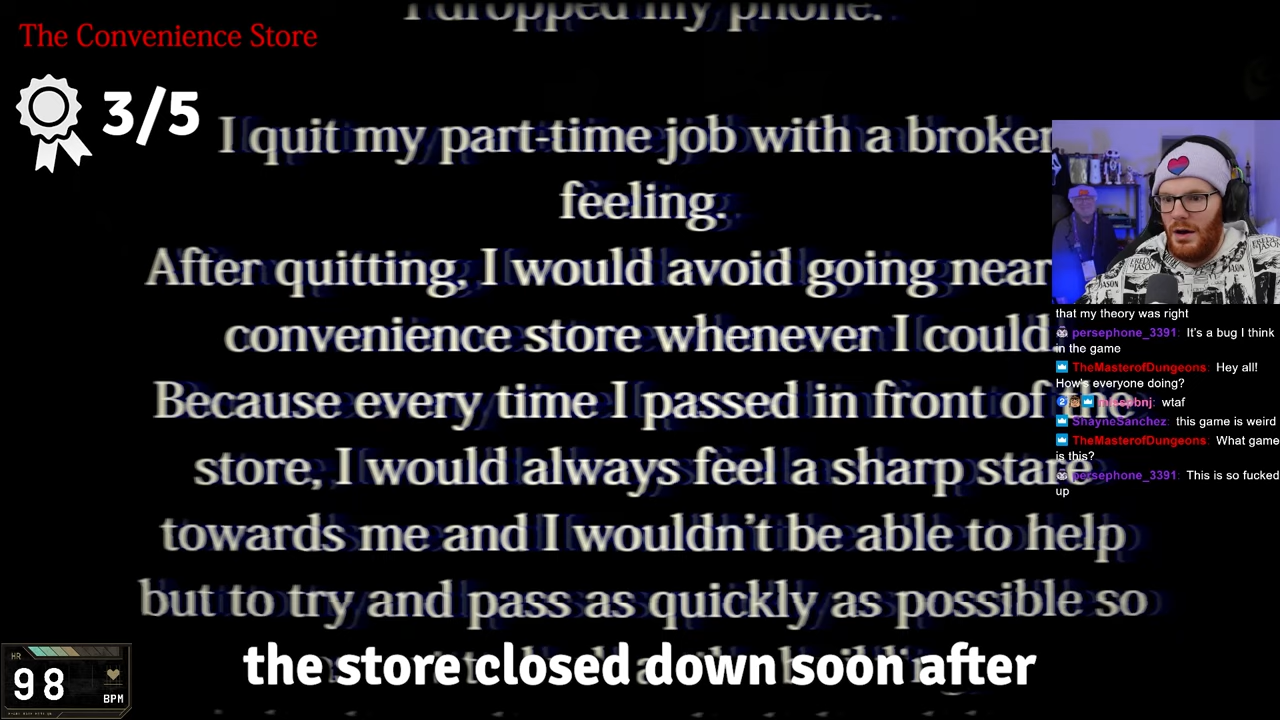 I dropped my phone.
The Convenience Store
3/5
I quit my part-time job with a broken
feeling.
After quitting, I would avoid going near
convenience store whenever I could.
Because every time I passed in front of the
store, I would always feel a sharp stare
towards me and I wouldn't be able to help
but to try and pass as quickly as possible so
the store closed down soon after
that my theory was right
persephone_3391: It's a bug I think
in the game
TheMasterofDungeons: Hey all!
How's everyone doing?
wtaf
ShayneSanchez: this game is weird
TheMasterofDungeons: What game
is this?
persephone_3391: This is so fucked
up
HR
98
BPM